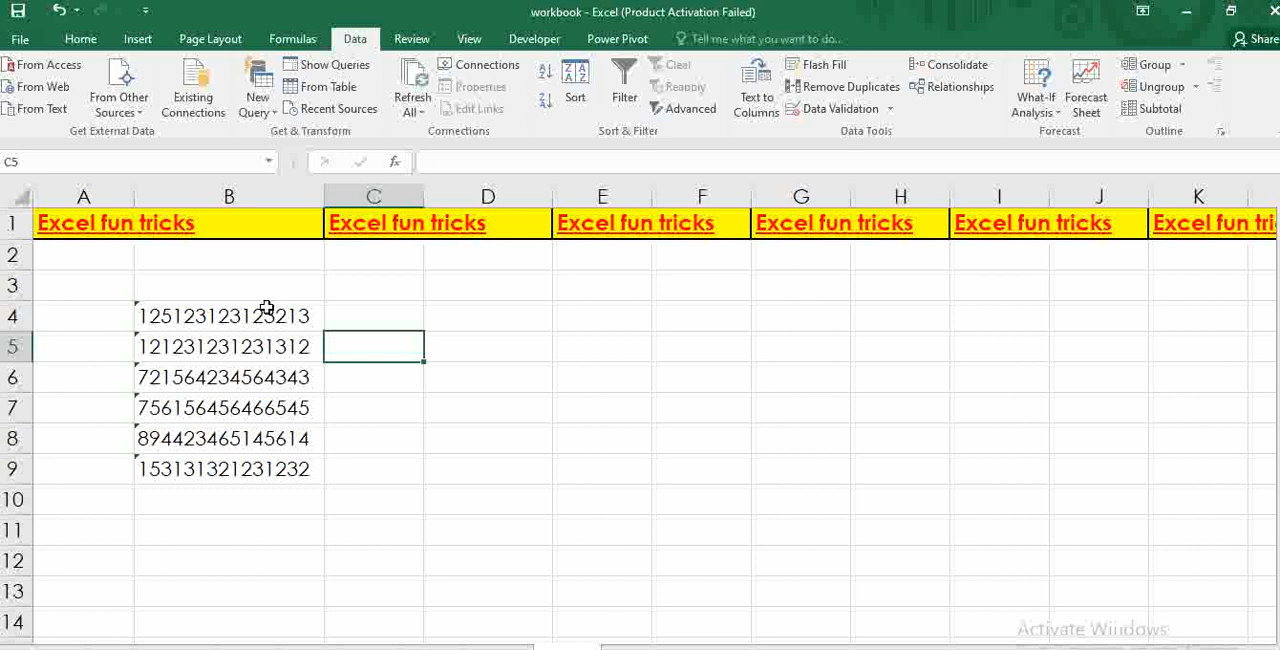 workbook - Excel (Product Activation Failed)
File Home Insert Page Layout Formulas Data Review View Developer Power Pivot Tell me what you want to do... Share
From Access
From Web
From Text
From Other Sources
Existing Connections
Get External Data
New Query
Show Queries
From Table
Recent Sources
Get & Transform
Refresh All
Connections
Properties
Edit Links
Connections
Sort
Filter
Clear
Reapply
Advanced
Sort & Filter
Text to Columns
Flash Fill
Remove Duplicates
Data Validation
Consolidate
Relationships
Data Tools
What-If Analysis
Forecast Sheet
Forecast
Group
Ungroup
Subtotal
Outline
C5 fx
A B C D E F G H I J K
1 Excel fun tricks Excel fun tricks Excel fun tricks Excel fun tricks Excel fun tricks Excel fun tri
2
3
4 125123123123213
5 121231231231312
6 721564234564343
7 756156456466545
8 894423465145614
9 153131321231232
10
11
12
13
14
Activate Windows